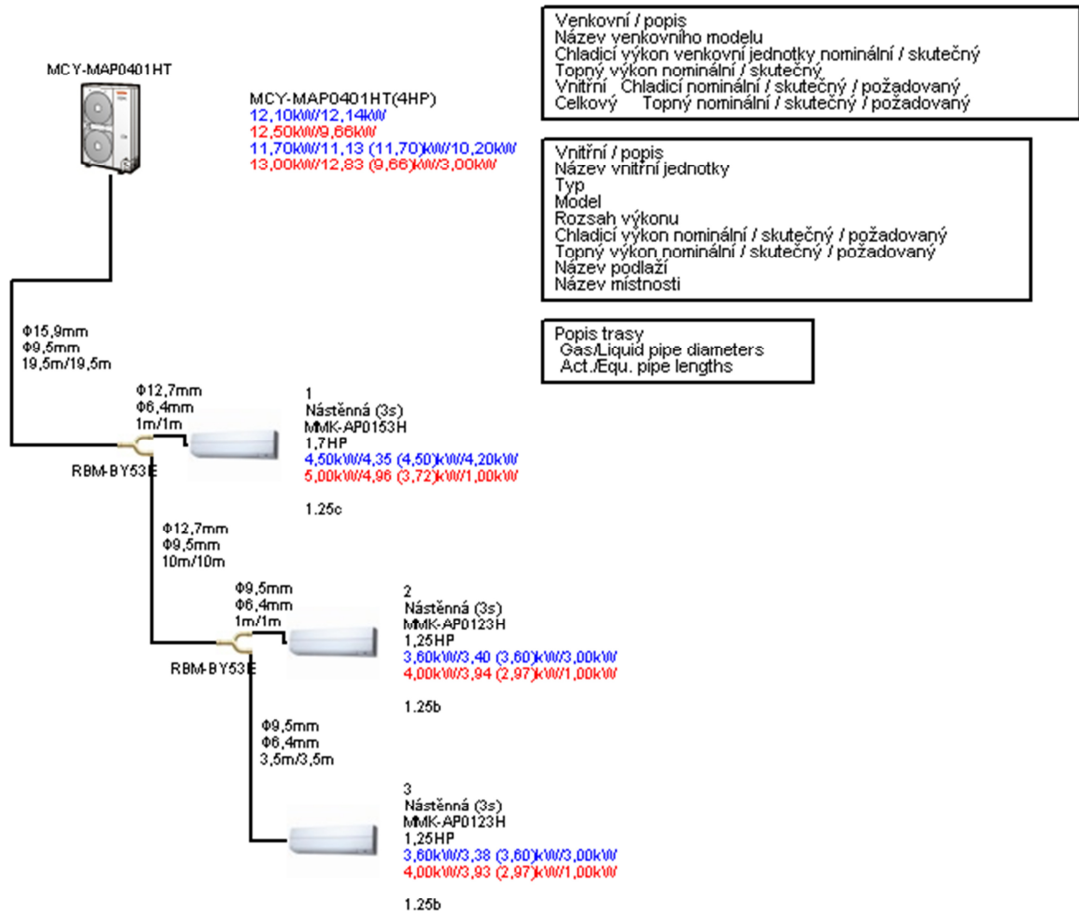 MCY-MAP0401HT
MCY-MAP0401HT(4HP)
12,10kW/12,14kW
12,50kW/9,66kW
11,70kW/11,13 (11,70)kW/10,20kW
13,00kW/12,83 (9,66)kW/3,00kW
Venkovní / popis
Název venkovního modelu
Chladicí výkon venkovní jednotky nominální / skutečný
Topný výkon nominální / skutečný
Vnitřní Chladicí nominální / skutečný / požadovaný
Celkový Topný nominální / skutečný / požadovaný
Vnitřní / popis
Název vnitřní jednotky
Typ
Model
Rozsah výkonu
Chladicí výkon nominální / skutečný / požadovaný
Topný výkon nominální / skutečný / požadovaný
Název podlaží
Název místnosti
Popis trasy
Gas/Liquid pipe diameters
Act./Equ. pipe lengths
Φ15,9mm
Φ9,5mm
19,5m/19,5m
Φ12,7mm
Φ6,4mm
1m/1m
RBM-BY53E
1
Nástěnná (3s)
MMK-AP0153H
1,7HP
4,50kW/4,35 (4,50)kW/4,20kW
5,00kW/4,96 (3,72)kW/1,00kW
1.25c
Φ12,7mm
Φ9,5mm
10m/10m
Φ9,5mm
Φ6,4mm
1m/1m
RBM-BY53E
2
Nástěnná (3s)
MMK-AP0123H
1,25HP
3,60kW/3,40 (3,60)kW/3,00kW
4,00kW/3,94 (2,97)kW/1,00kW
1.25b
Φ9,5mm
Φ6,4mm
3,5m/3,5m
3
Nástěnná (3s)
MMK-AP0123H
1,25HP
3,60kW/3,38 (3,60)kW/3,00kW
4,00kW/3,93 (2,97)kW/1,00kW
1.25b